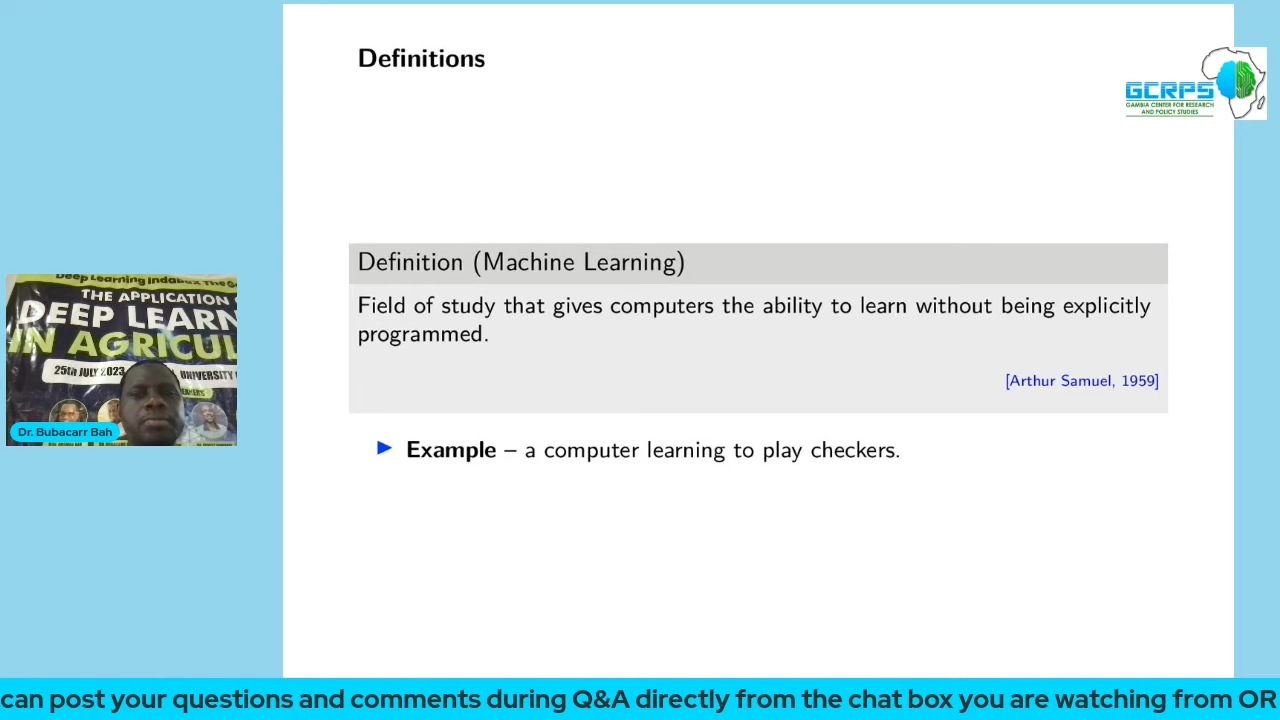 Definitions
GCRPS
GAMBIA CENTER FOR RESEARCH
AND POLICY STUDIES
Definition (Machine Learning)
Field of study that gives computers the ability to learn without being explicitly
programmed.
[Arthur Samuel, 1959]
▶ Example – a computer learning to play checkers.
Deep Learning
THE APPLICATION
DEEP LEARN
IN AGRICUL
25th JULY 2023
UNIVERSITY
Dr. Bubacarr Bah
can post your questions and comments during Q&A directly from the chat box you are watching from OR